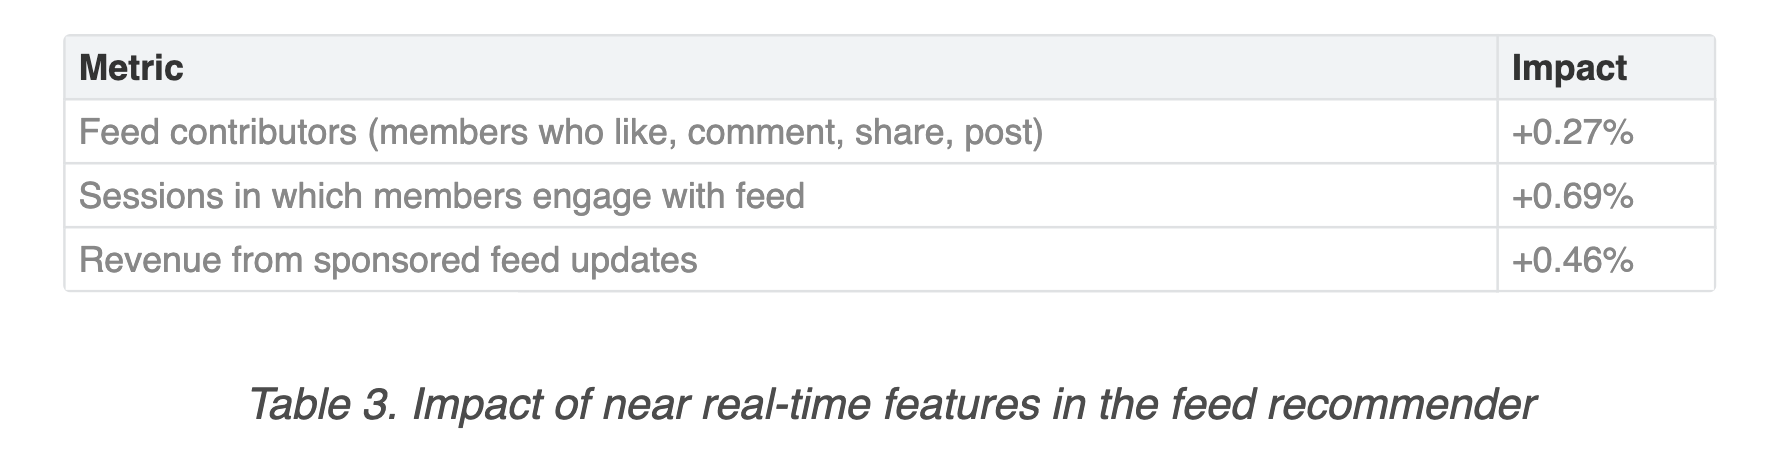 Metric Impact
Feed contributors (members who like, comment, share, post) +0.27%
Sessions in which members engage with feed +0.69%
Revenue from sponsored feed updates +0.46%
Table 3. Impact of near real-time features in the feed recommender